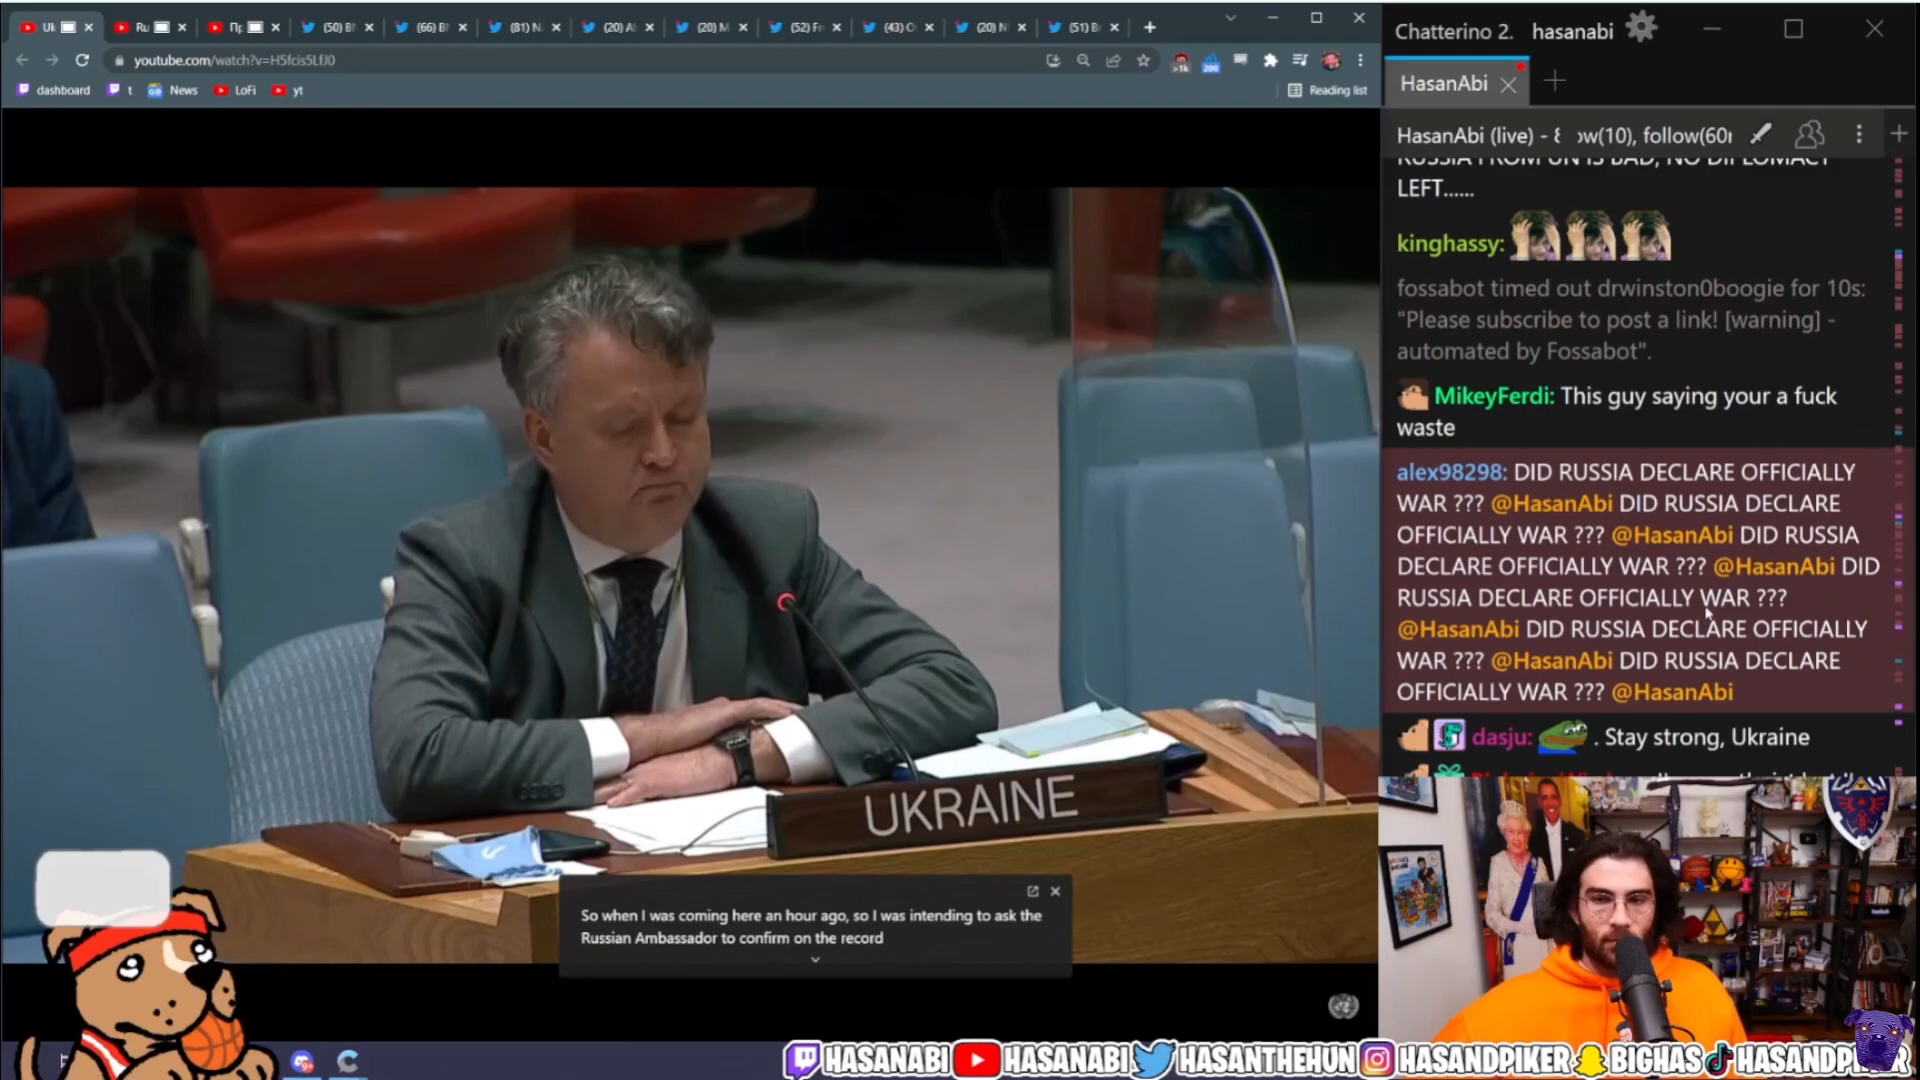 youtube.com/watch?v=H5fcis5LfJ0
dashboard t News LoFi yt Reading list
UKRAINE
So when I was coming here an hour ago, so I was intending to ask the
Russian Ambassador to confirm on the record
HASANABI HASANABI HASANTHEHUN HASANDPIKER BIGHAS
Chatterino 2. hasanabi
HasanAbi
HasanAbi (live) - follow(60
LEFT......
kinghassy:
fossabot timed out drwinston0boogie for 10s:
"Please subscribe to post a link! [warning] -
automated by Fossabot".
MikeyFerdi: This guy saying your a fuck
waste
alex98298: DID RUSSIA DECLARE OFFICIALLY
WAR ??? @HasanAbi DID RUSSIA DECLARE
OFFICIALLY WAR ??? @HasanAbi DID RUSSIA
DECLARE OFFICIALLY WAR ??? @HasanAbi DID
RUSSIA DECLARE OFFICIALLY WAR ???
@HasanAbi DID RUSSIA DECLARE OFFICIALLY
WAR ??? @HasanAbi DID RUSSIA DECLARE
OFFICIALLY WAR ??? @HasanAbi
dasju: . Stay strong, Ukraine